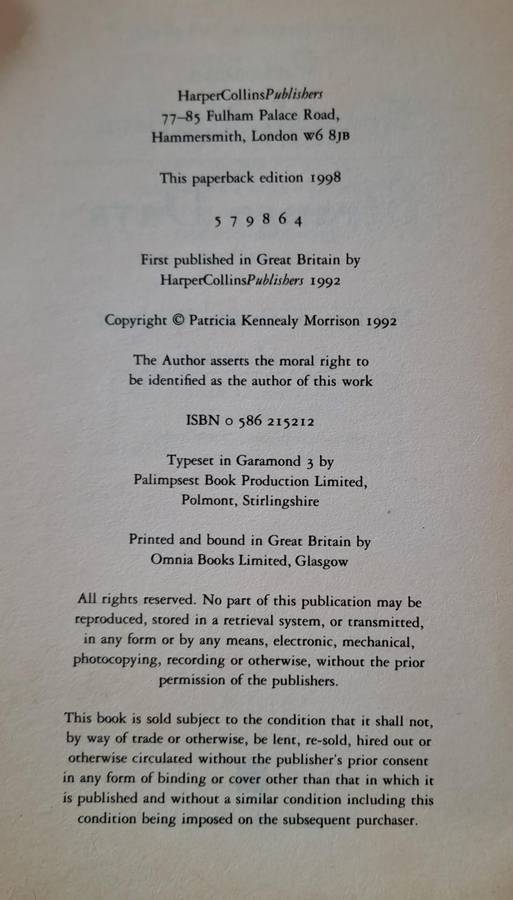 HarperCollinsPublishers
77–85 Fulham Palace Road,
Hammersmith, London W6 8JB
This paperback edition 1998
5 7 9 8 6 4
First published in Great Britain by
HarperCollinsPublishers 1992
Copyright © Patricia Kennealy Morrison 1992
The Author asserts the moral right to
be identified as the author of this work
ISBN 0 586 215212
Typeset in Garamond 3 by
Palimpsest Book Production Limited,
Polmont, Stirlingshire
Printed and bound in Great Britain by
Omnia Books Limited, Glasgow
All rights reserved. No part of this publication may be
reproduced, stored in a retrieval system, or transmitted,
in any form or by any means, electronic, mechanical,
photocopying, recording or otherwise, without the prior
permission of the publishers.
This book is sold subject to the condition that it shall not,
by way of trade or otherwise, be lent, re-sold, hired out or
otherwise circulated without the publisher's prior consent
in any form of binding or cover other than that in which it
is published and without a similar condition including this
condition being imposed on the subsequent purchaser.